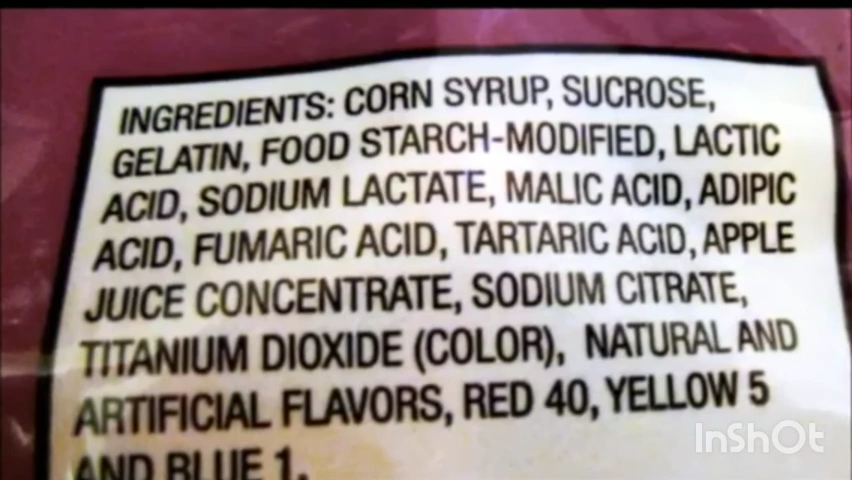 INGREDIENTS: CORN SYRUP, SUCROSE,
GELATIN, FOOD STARCH-MODIFIED, LACTIC
ACID, SODIUM LACTATE, MALIC ACID, ADIPIC
ACID, FUMARIC ACID, TARTARIC ACID, APPLE
JUICE CONCENTRATE, SODIUM CITRATE,
TITANIUM DIOXIDE (COLOR), NATURAL AND
ARTIFICIAL FLAVORS, RED 40, YELLOW 5
AND BLUE 1.
InShOt